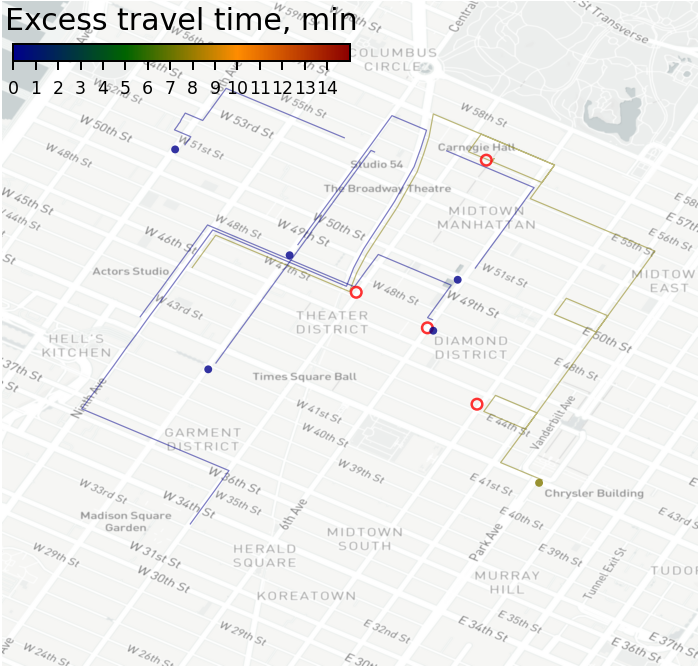 Excess travel time, min
0 1 2 3 4 5 6 7 8 9 10 11 12 13 14
St Transverse
COLUMBUS
CIRCLE
W 58th St
W 55th St
W 53rd St
W 52nd St
W 50th St
W 51st St
W 48th St
Carnegie Hall
Studio 54
The Broadway Theatre
MIDTOWN
MANHATTAN
E 58th St
E 57th St
E 56th St
E 55th St
W 45th St
W 44th St
W 46th St
W 48th St
W 49th St
W 50th St
W 47th St
Actors Studio
W 43rd St
W 48th St
W 51st St
W 49th St
MIDTOWN
EAST
THEATER
DISTRICT
DIAMOND
DISTRICT
E 50th St
E 48th St
HELL'S
KITCHEN
W 37th St
Ninth Ave
Times Square Ball
W 41st St
W 40th St
W 39th St
E 44th St
Vanderbilt Ave
GARMENT
DISTRICT
W 36th St
W 35th St
W 34th St
W 33rd St
Madison Square
Garden
6th Ave
E 41st St
E 40th St
E 39th St
Chrysler Building
E 43rd St
W 31st St
W 30th St
W 29th St
HERALD
SQUARE
MIDTOWN
SOUTH
Park Ave
MURRAY
HILL
Tunnel Exit St
KOREATOWN
W 29th St
W 26th St
W 24th St
E 32nd St
E 30th
E 34th St
E 35th St
E 36th St
E 37th St